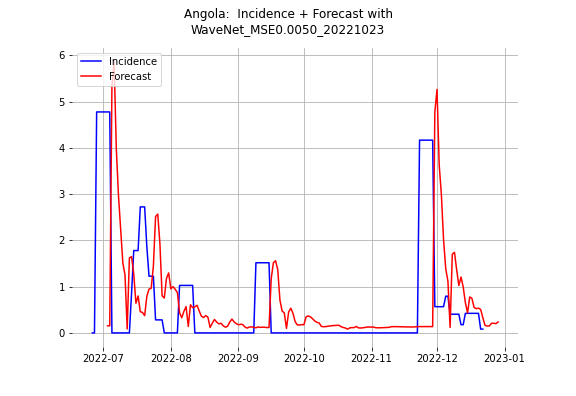 Angola:  Incidence + Forecast with
WaveNet_MSE0.0050_20221023
Incidence
Forecast
6
5
4
3
2
1
0
2022-07 2022-08 2022-09 2022-10 2022-11 2022-12 2023-01